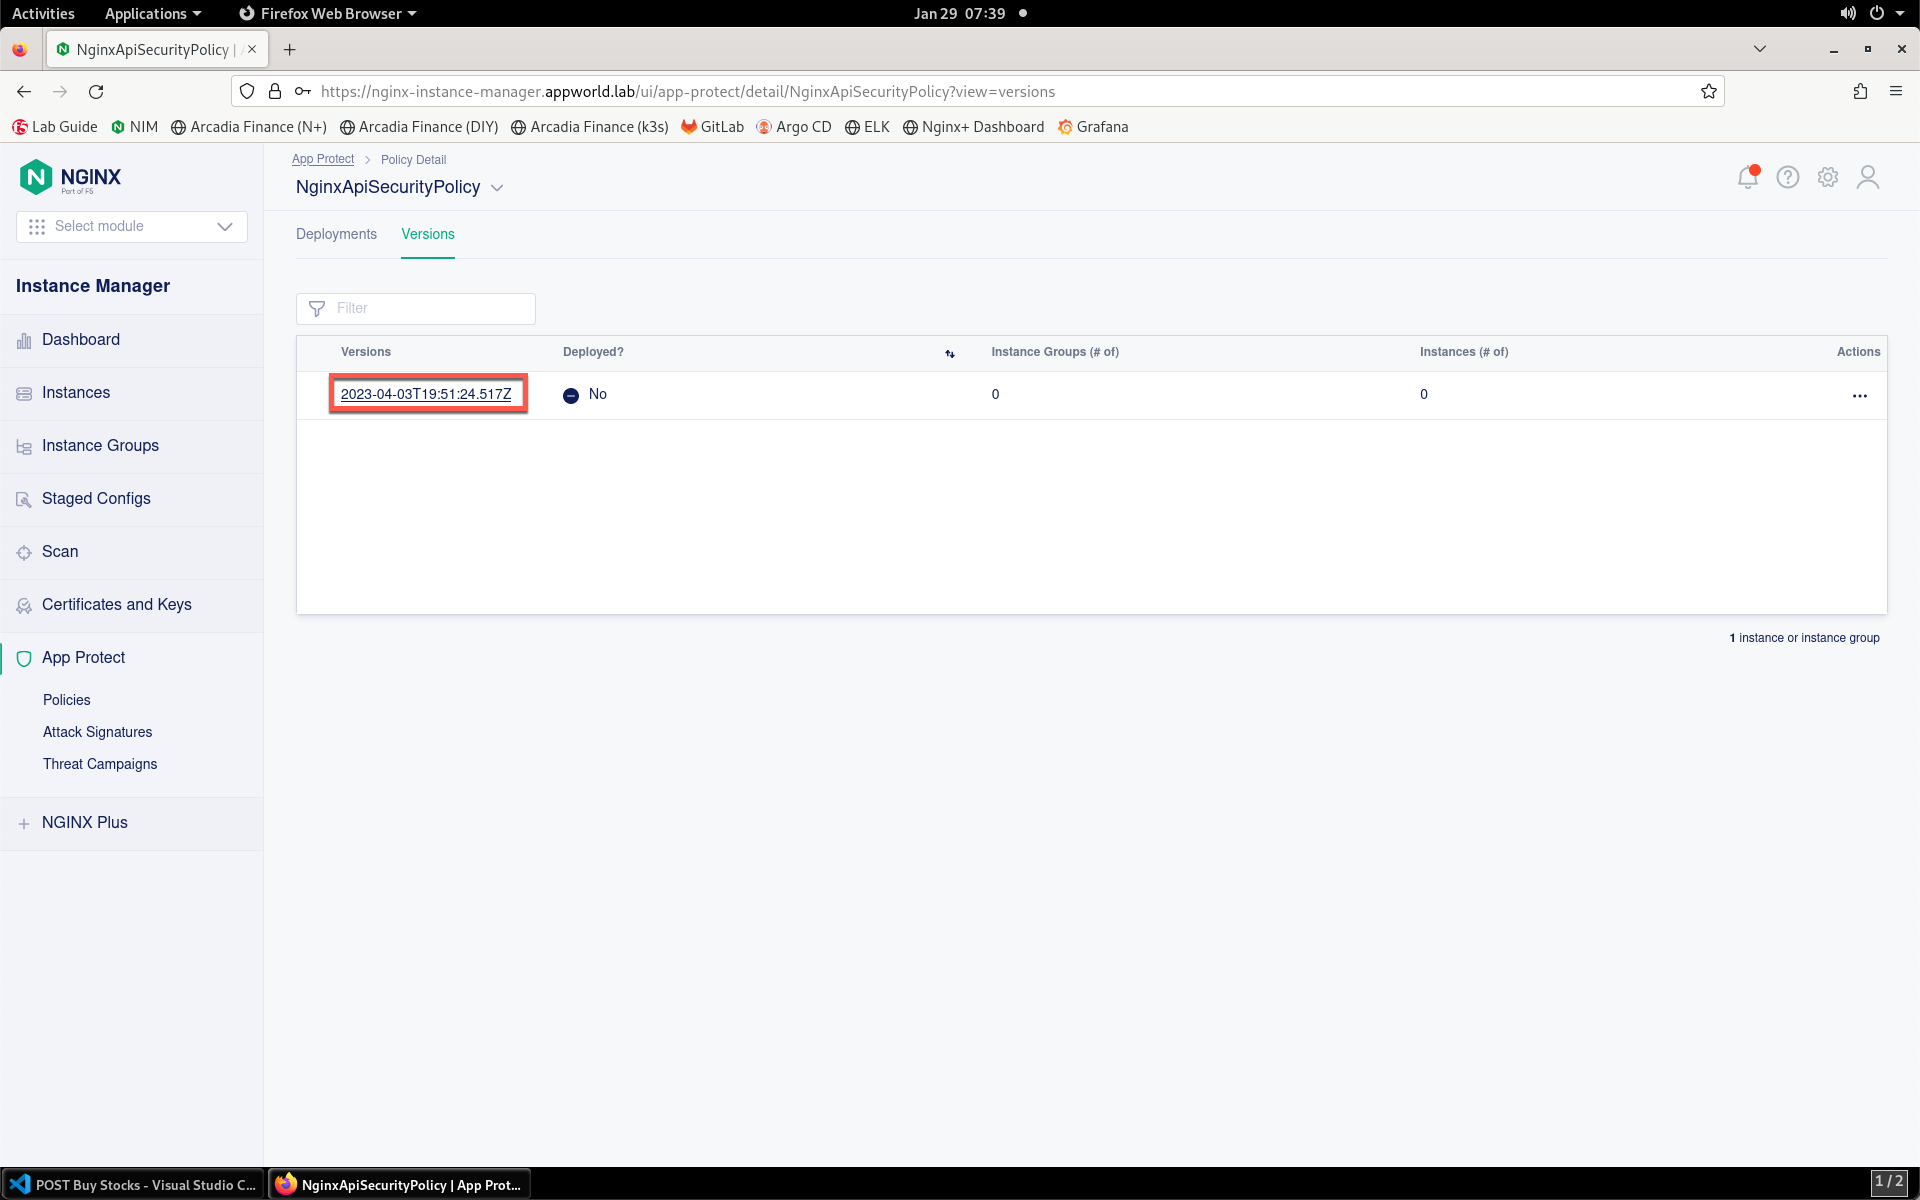 Activities Applications Firefox Web Browser Jan 29 07:39
NginxApiSecurityPolicy |
https://nginx-instance-manager.appworld.lab/ui/app-protect/detail/NginxApiSecurityPolicy?view=versions
Lab Guide NIM Arcadia Finance (N+) Arcadia Finance (DIY) Arcadia Finance (k3s) GitLab Argo CD ELK Nginx+ Dashboard Grafana
NGINX
Part of F5
Select module
Instance Manager
Dashboard
Instances
Instance Groups
Staged Configs
Scan
Certificates and Keys
App Protect
Policies
Attack Signatures
Threat Campaigns
NGINX Plus
App Protect > Policy Detail
NginxApiSecurityPolicy
Deployments Versions
Filter
Versions Deployed? Instance Groups (# of) Instances (# of) Actions
2023-04-03T19:51:24.517Z No 0 0 ...
1 instance or instance group
POST Buy Stocks - Visual Studio C... NginxApiSecurityPolicy | App Prot... 1 / 2